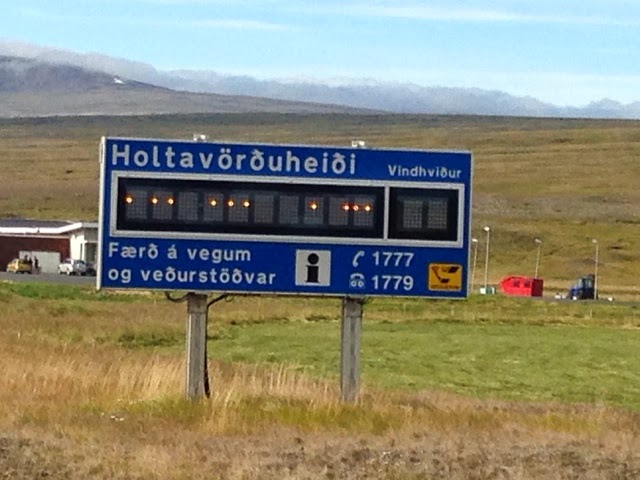 Holtavörðuheiði
Vindhviður
Færð á vegum
og veðurstöðvar
i
1777
1779